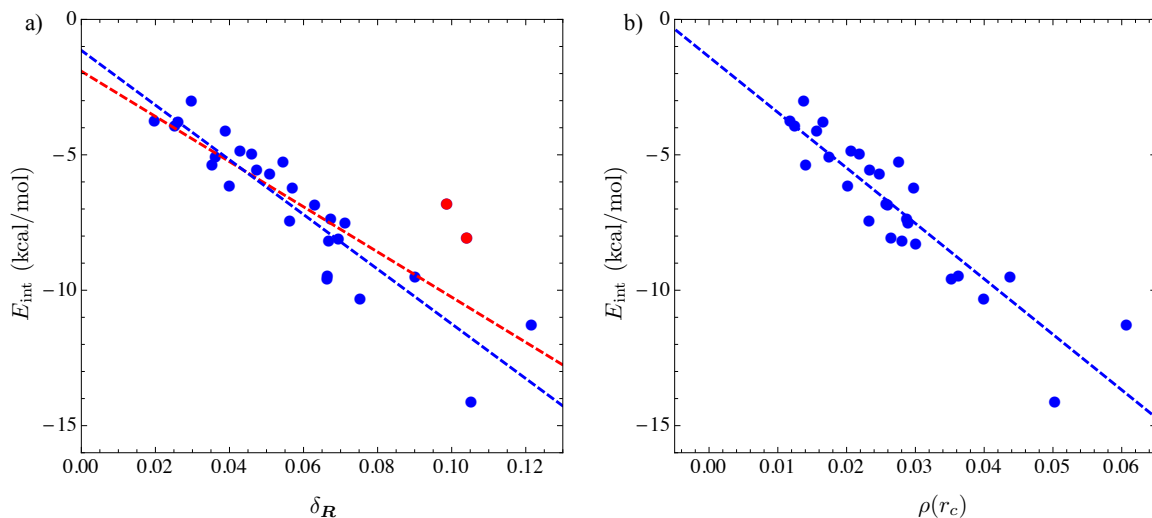 a)
0
−5
−10
−15
E_int (kcal/mol)
0.00 0.02 0.04 0.06 0.08 0.10 0.12
δ_R
b)
0
−5
−10
−15
E_int (kcal/mol)
0.00 0.01 0.02 0.03 0.04 0.05 0.06
ρ(r_c)